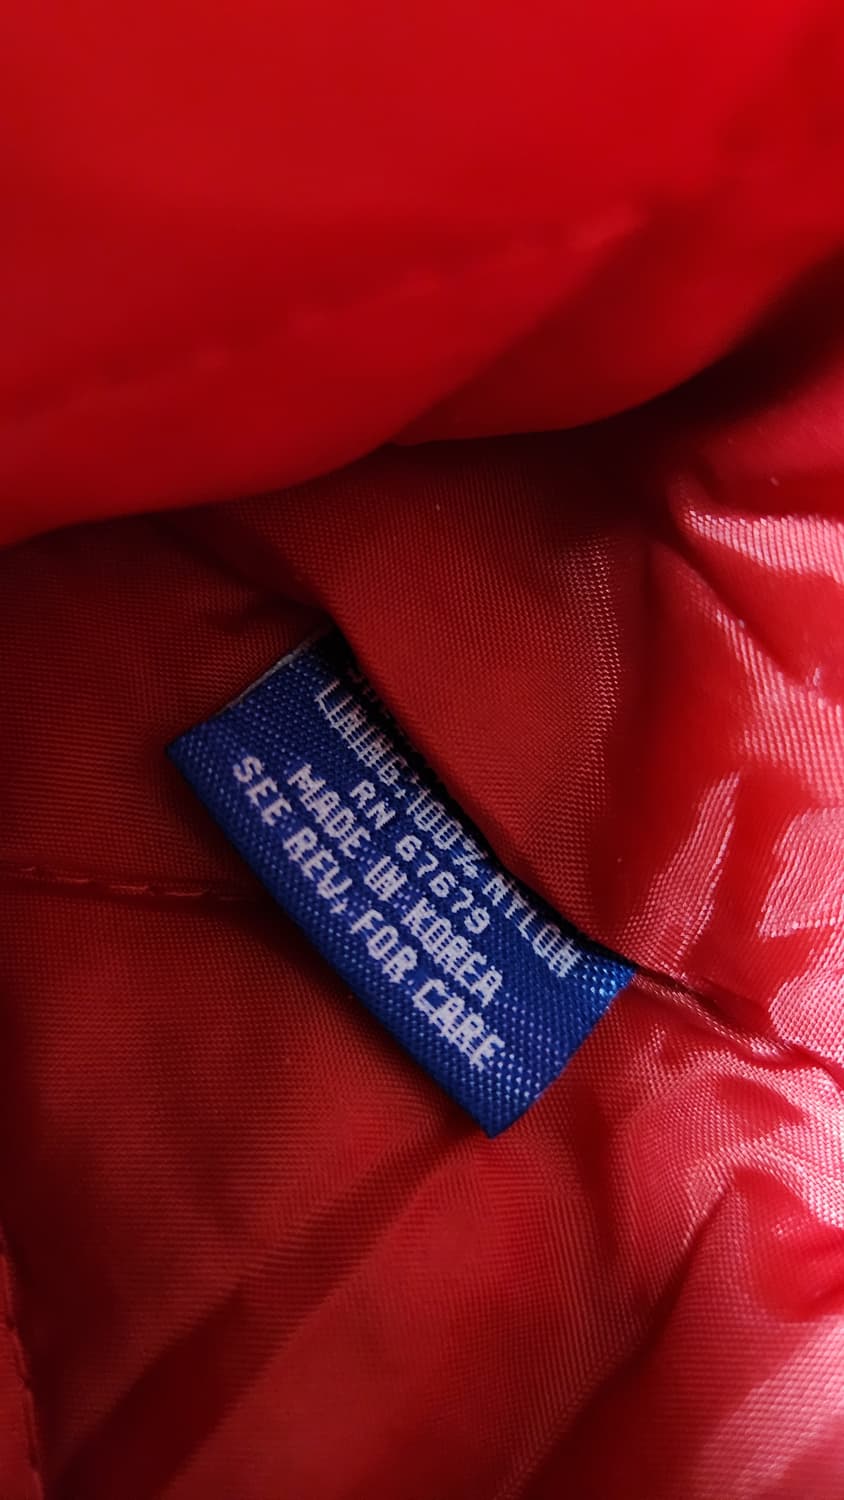 LINING:100% NYLON
RN 67679
MADE IN KOREA
SEE REV, FOR CARE